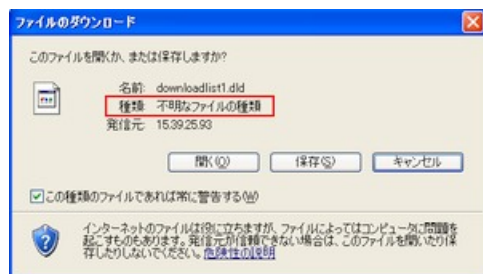 ファイルのダウンロード
このファイルを開くか、または保存しますか?
名前: downloadlist1.dld
種類: 不明なファイルの種類
発信元: 15.39.25.93
開く(O)
保存(S)
キャンセル
この種類のファイルであれば常に警告する(W)
インターネットのファイルは役に立ちますが、ファイルによってはコンピュータに問題を
起こすものもあります。発信元が信頼できない場合は、このファイルを開いたり保
存したりしないでください。危険性の説明